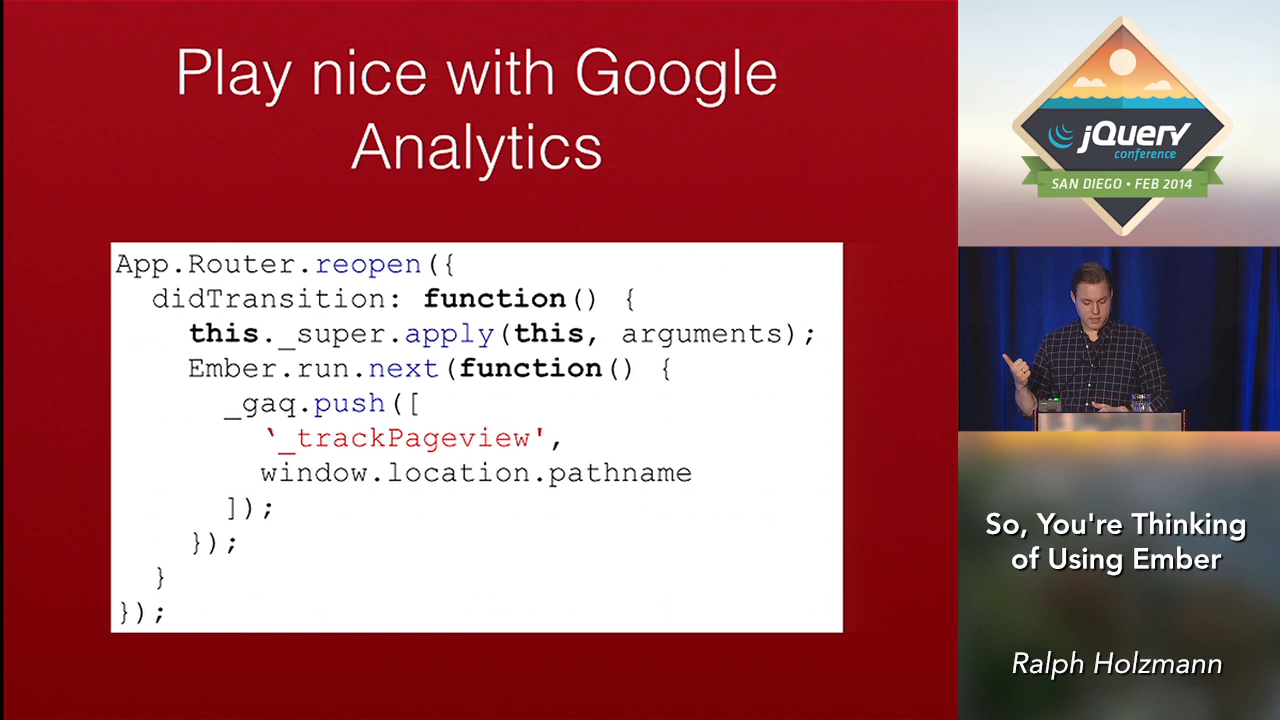 Play nice with Google
Analytics
App.Router.reopen({
  didTransition: function() {
    this._super.apply(this, arguments);
    Ember.run.next(function() {
      _gaq.push([
        ‘_trackPageview',
        window.location.pathname
      ]);
    });
  }
});
jQuery
conference
SAN DIEGO • FEB 2014
So, You're Thinking
of Using Ember
Ralph Holzmann